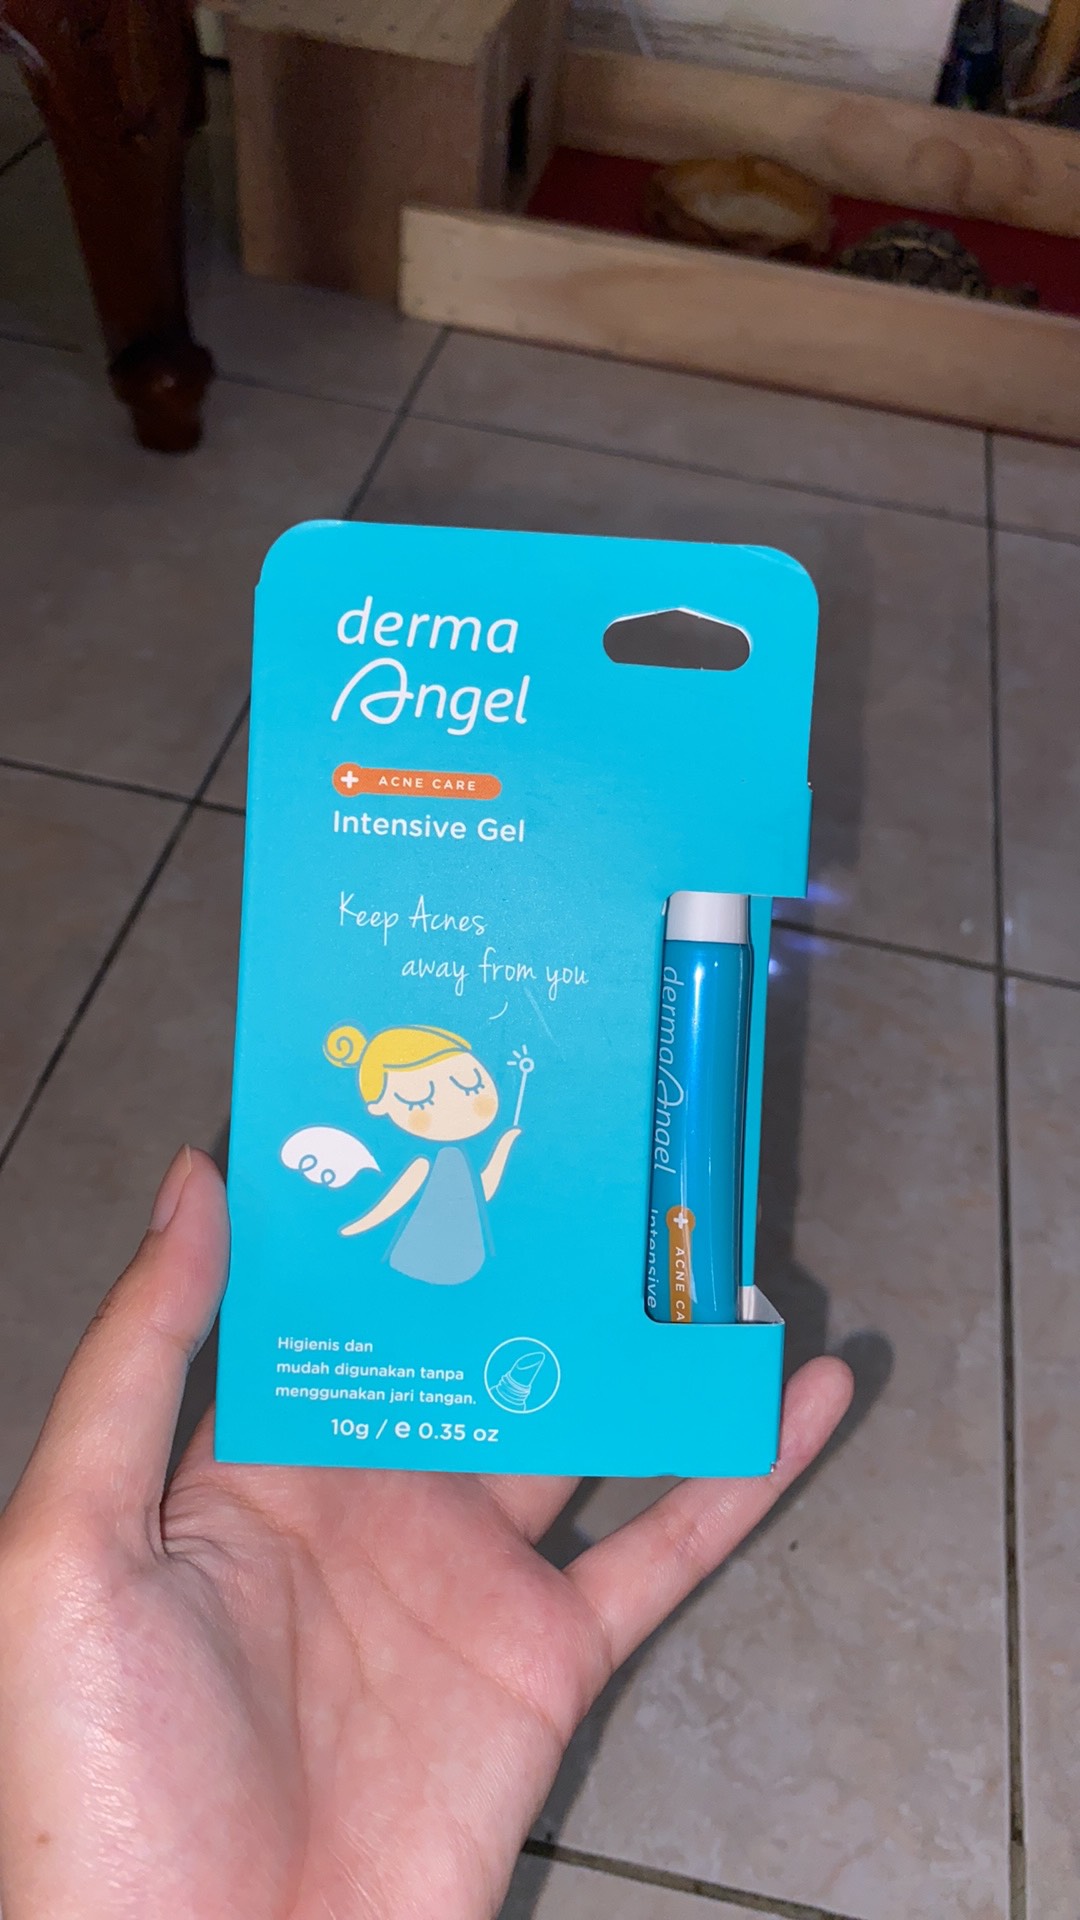 derma
Angel
+ ACNE CARE
Intensive Gel
Keep Acnes
away from you
derma Angel
Intensive
+ ACNE CA
Higienis dan
mudah digunakan tanpa
menggunakan jari tangan.
10g / e 0.35 oz